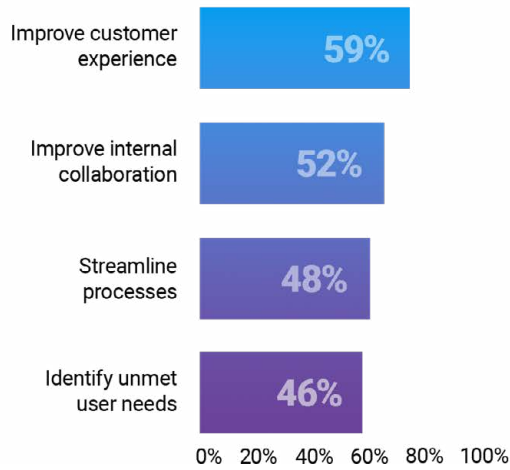 Improve customer
experience
59%
Improve internal
collaboration
52%
Streamline
processes
48%
Identify unmet
user needs
46%
0% 20% 40% 60% 80% 100%